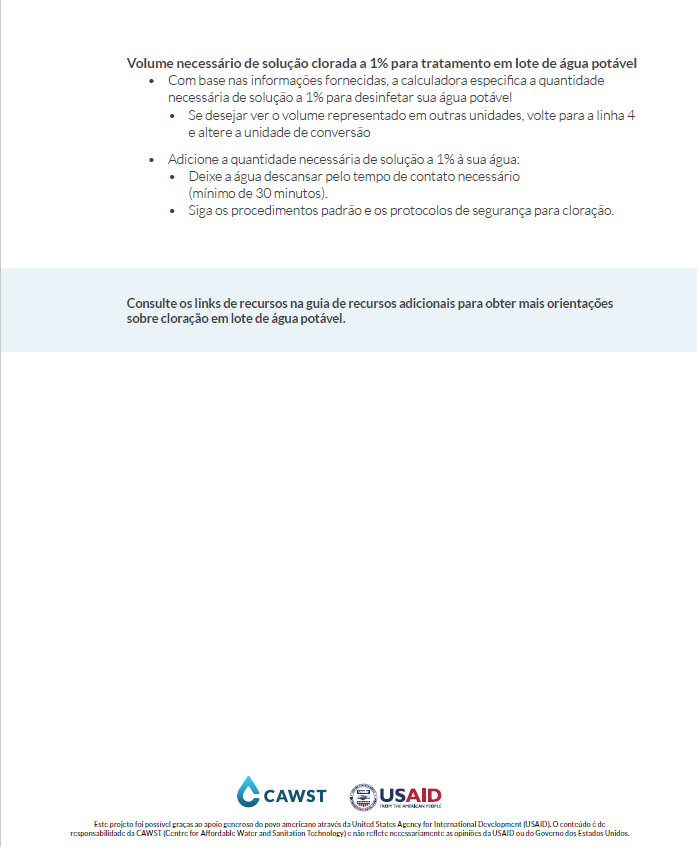 Volume necessário de solução clorada a 1% para tratamento em lote de água potável
• Com base nas informações fornecidas, a calculadora especifica a quantidade
necessária de solução a 1% para desinfetar sua água potável
• Se desejar ver o volume representado em outras unidades, volte para a linha 4
e altere a unidade de conversão
• Adicione a quantidade necessária de solução a 1% à sua água:
• Deixe a água descansar pelo tempo de contato necessário
(mínimo de 30 minutos).
• Siga os procedimentos padrão e os protocolos de segurança para cloração.
Consulte os links de recursos na guia de recursos adicionais para obter mais orientações
sobre cloração em lote de água potável.
CAWST
USAID
FROM THE AMERICAN PEOPLE
Este projeto foi possível graças ao apoio generoso do povo americano através da United States Agency for International Development (USAID). O conteúdo é de
responsabilidade da CAWST (Centre for Affordable Water and Sanitation Technology) e não reflete necessariamente as opiniões da USAID ou do Governo dos Estados Unidos.